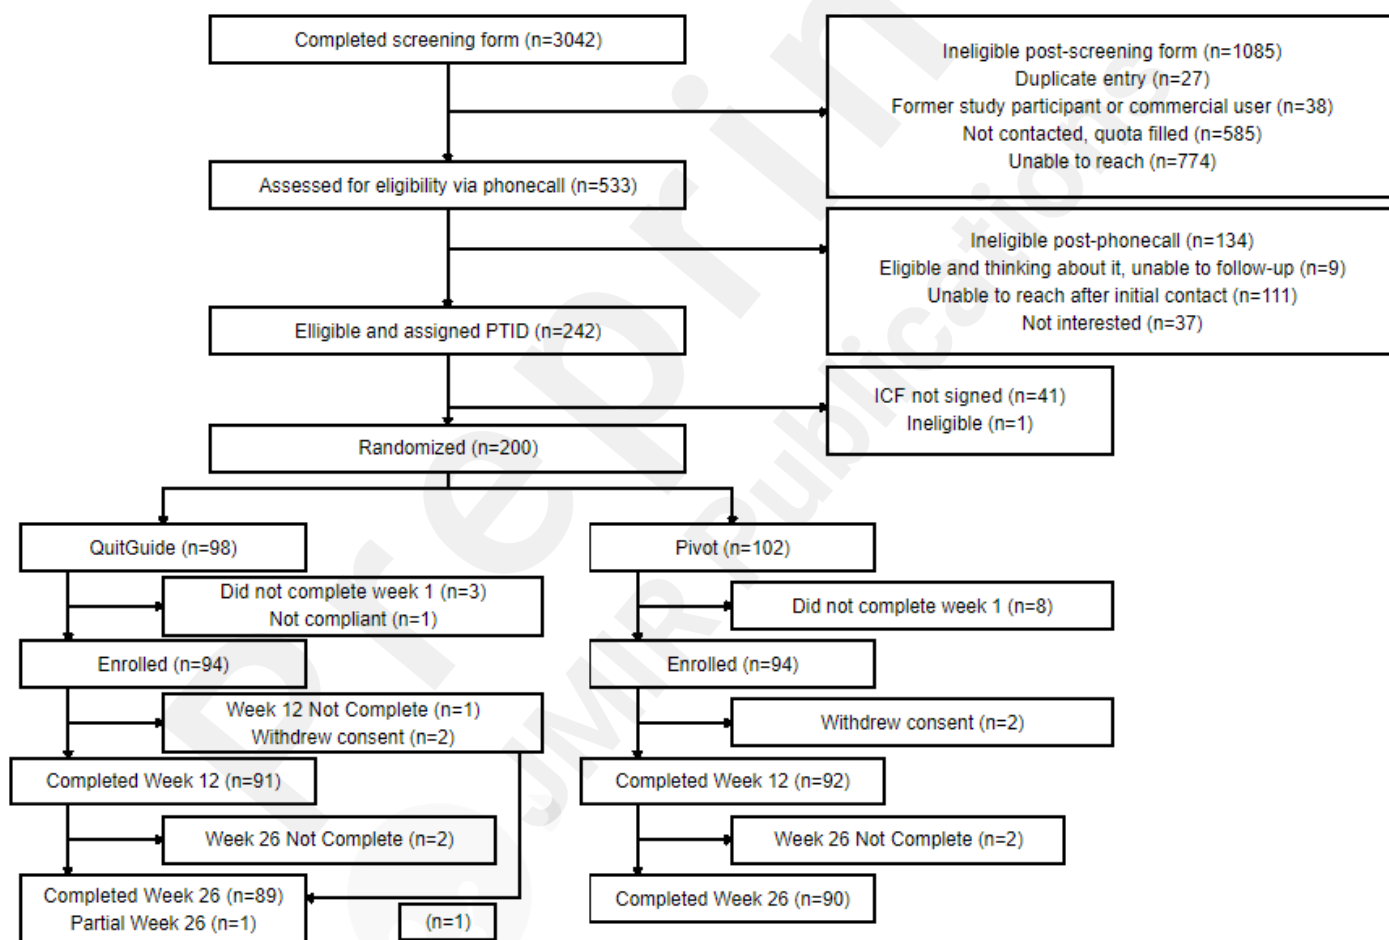 Completed screening form (n=3042)
Ineligible post-screening form (n=1085)
Duplicate entry (n=27)
Former study participant or commercial user (n=38)
Not contacted, quota filled (n=585)
Unable to reach (n=774)
Assessed for eligibility via phonecall (n=533)
Ineligible post-phonecall (n=134)
Eligible and thinking about it, unable to follow-up (n=9)
Unable to reach after initial contact (n=111)
Not interested (n=37)
Elligible and assigned PTID (n=242)
ICF not signed (n=41)
Ineligible (n=1)
Randomized (n=200)
QuitGuide (n=98)
Pivot (n=102)
Did not complete week 1 (n=3)
Not compliant (n=1)
Did not complete week 1 (n=8)
Enrolled (n=94)
Enrolled (n=94)
Week 12 Not Complete (n=1)
Withdrew consent (n=2)
Withdrew consent (n=2)
Completed Week 12 (n=91)
Completed Week 12 (n=92)
Week 26 Not Complete (n=2)
Week 26 Not Complete (n=2)
Completed Week 26 (n=89)
Partial Week 26 (n=1)
(n=1)
Completed Week 26 (n=90)
Preprin
JMIR Publications